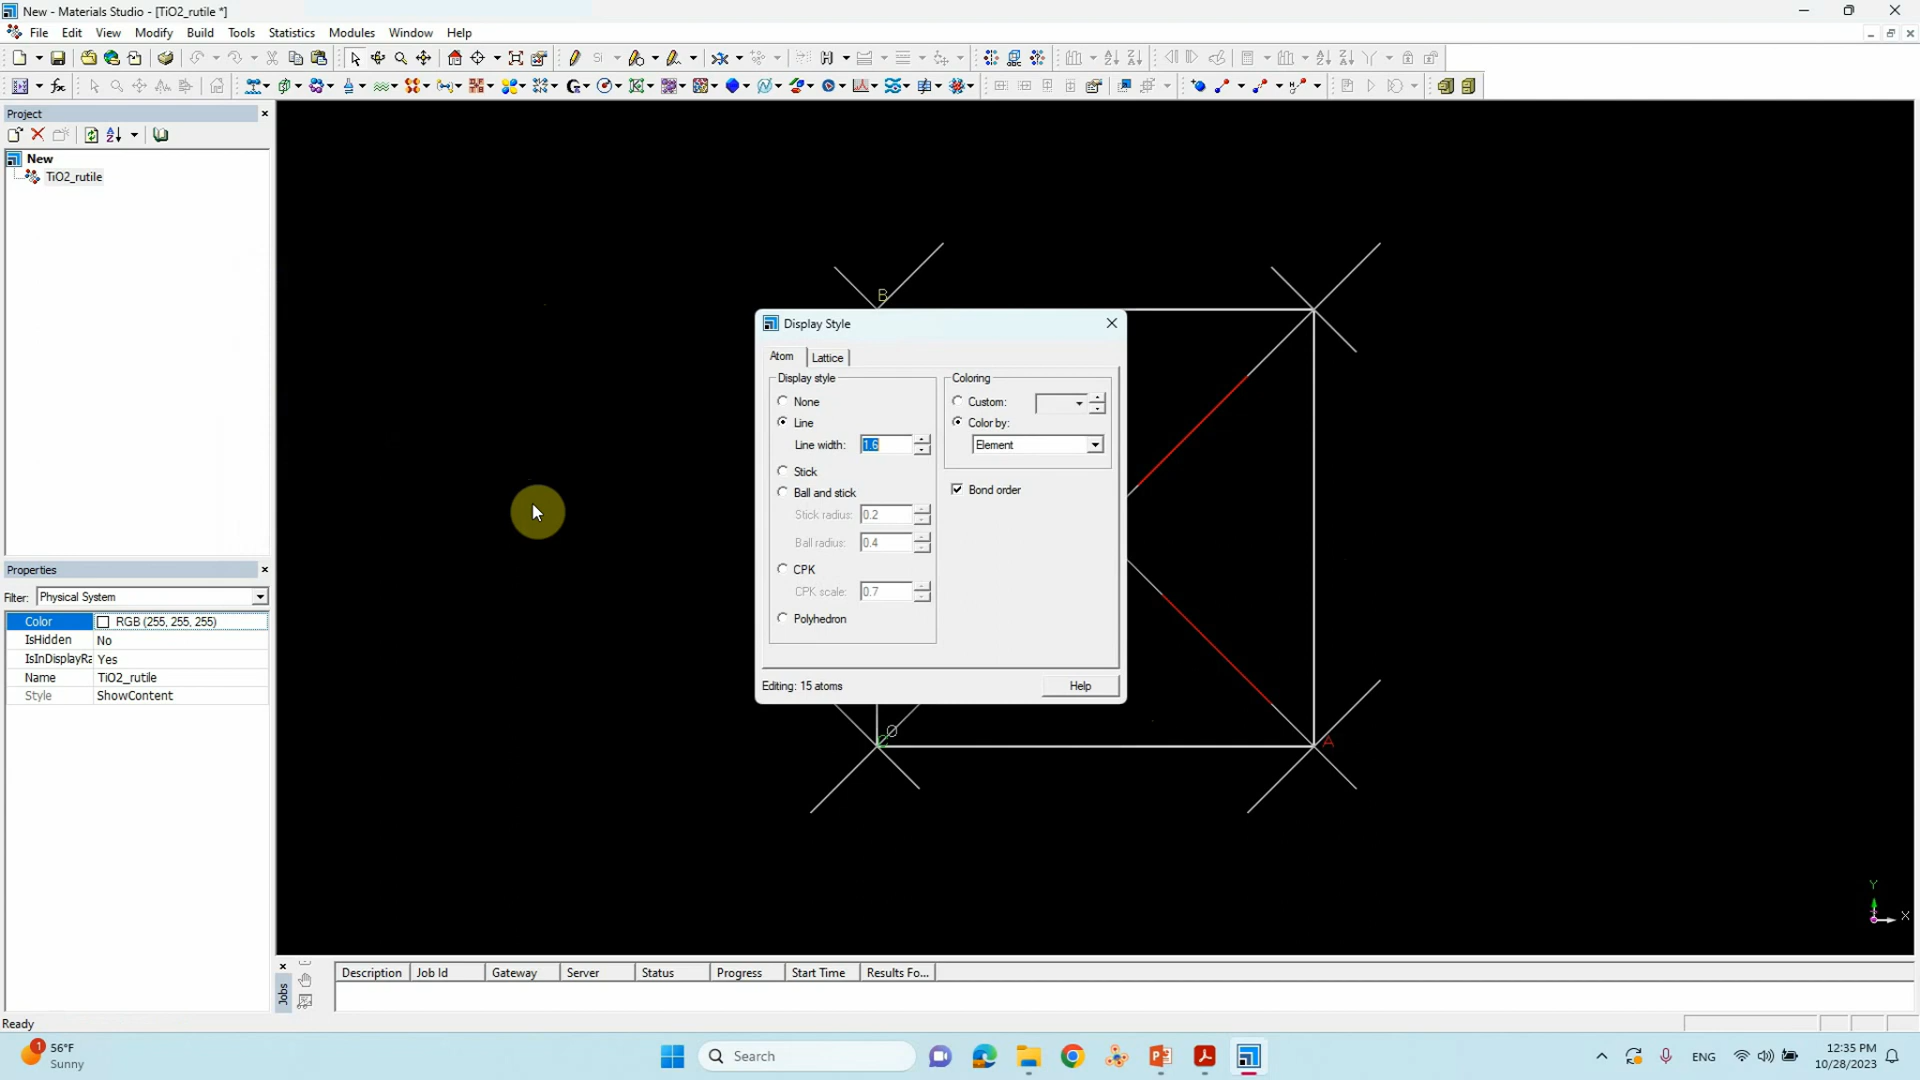 New - Materials Studio - [TiO2_rutile *]
File Edit View Modify Build Tools Statistics Modules Window Help
Project
New
TiO2_rutile
Properties
Filter: Physical System
Color RGB (255, 255, 255)
IsHidden No
IsInDisplayRa Yes
Name TiO2_rutile
Style ShowContent
B
Display Style
Atom Lattice
Display style
None
Line
Line width: 1.6
Stick
Ball and stick
Stick radius: 0.2
Ball radius: 0.4
CPK
CPK scale: 0.7
Polyhedron
Coloring
Custom:
Color by:
Element
Bond order
Editing: 15 atoms Help
O
C
A
Y
X
Jobs
Description Job Id Gateway Server Status Progress Start Time Results Fo...
Ready
1
56°F
Sunny
Search
ENG
12:35 PM
10/28/2023